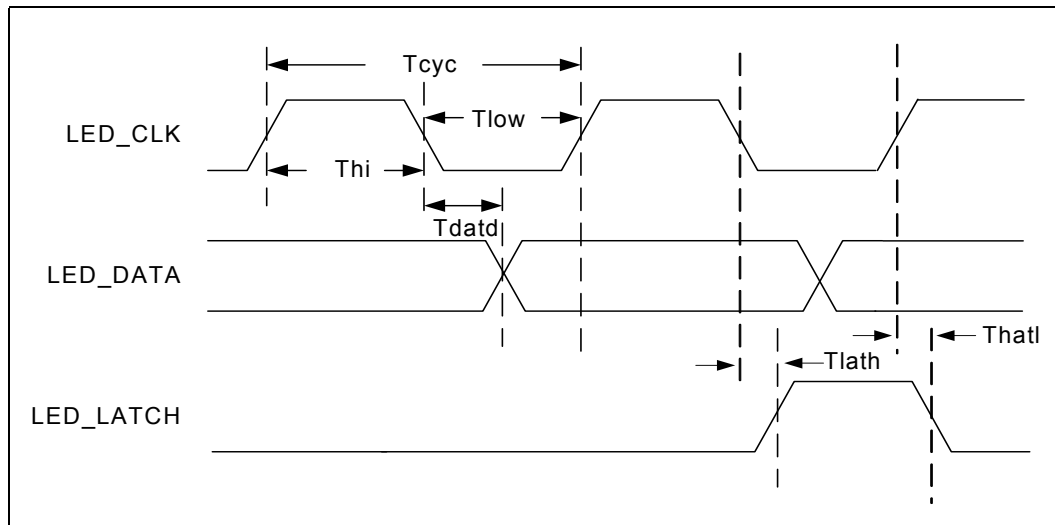 Tcyc
Tlow
LED_CLK
Thi
Tdatd
LED_DATA
Thatl
Tlath
LED_LATCH